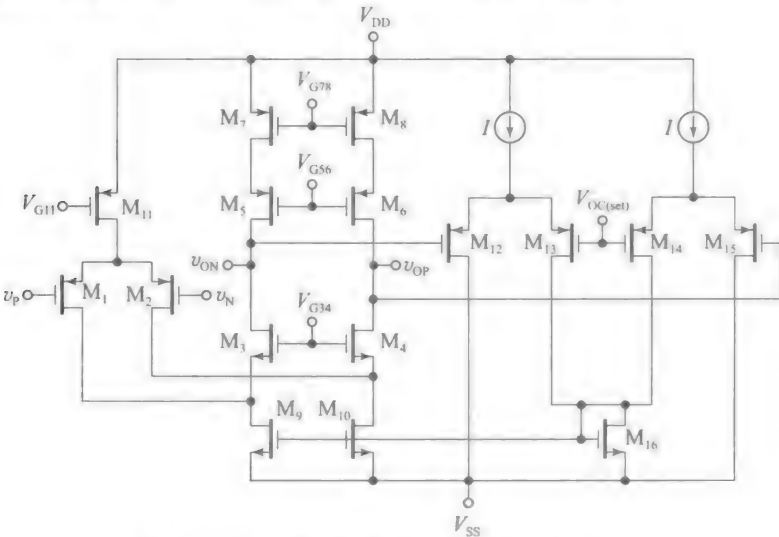 V_DD
V_G78
M_7
M_8
I
I
V_G56
V_G11
M_11
M_5
M_6
V_OC(set)
M_12
M_13
M_14
M_15
v_ON
v_OP
v_P
M_1
M_2
v_N
V_G34
M_3
M_4
M_9
M_10
M_16
V_SS